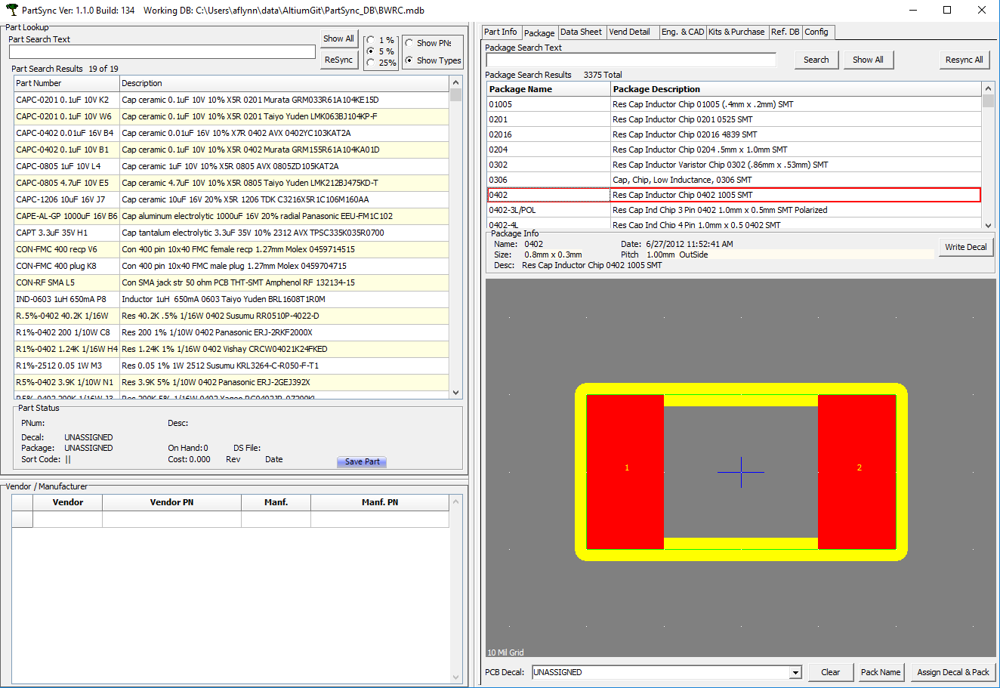 PartSync Ver: 1.1.0 Build: 134    Working DB: C:\Users\aflynn\data\AltiumGit\PartSync_DB\BWRC.mdb
Part Lookup
Part Search Text
Show All
ReSync
1 %
5 %
25%
Show PNs
Show Types
Part Search Results   19 of 19
Part Number   Description
CAPC-0201 0.1uF 10V K2   Cap ceramic 0.1uF 10V 10% X5R 0201 Murata GRM033R61A104KE15D
CAPC-0201 0.1uF 10V W6   Cap ceramic 0.1uF 10V 10% X5R 0201 Taiyo Yuden LMK063BJ104KP-F
CAPC-0402 0.01uF 16V B4   Cap ceramic 0.01uF 16V 10% X7R 0402 AVX 0402YC103KAT2A
CAPC-0402 0.1uF 10V B1   Cap ceramic 0.1uF 10V 10% X5R 0402 Murata GRM155R61A104KA01D
CAPC-0805 1uF 10V L4   Cap ceramic 1uF 10V 10% X5R 0805 AVX 0805ZD105KAT2A
CAPC-0805 4.7uF 10V E5   Cap ceramic 4.7uF 10V 10% X5R 0805 Taiyo Yuden LMK212BJ475KD-T
CAPC-1206 10uF 16V J7   Cap ceramic 10uF 16V 20% X5R 1206 TDK C3216X5R1C106M160AA
CAPE-AL-GP 1000uF 16V B6   Cap aluminum electrolytic 1000uF 16V 20% radial Panasonic EEU-FM1C102
CAPT 3.3uF 35V H1   Cap tantalum electrolytic 3.3uF 35V 10% 2312 AVX TPSC335K035R0700
CON-FMC 400 recp V6   Con 400 pin 10x40 FMC female recp 1.27mm Molex 0459714515
CON-FMC 400 plug K8   Con 400 pin 10x40 FMC male plug 1.27mm Molex 0459704715
CON-RF SMA L5   Con SMA jack str 50 ohm PCB THT-SMT Amphenol RF 132134-15
IND-0603 1uH 650mA P8   Inductor 1uH  650mA 0603 Taiyo Yuden BRL1608T1R0M
R.5%-0402 40.2K 1/16W   Res 40.2K .5% 1/16W 0402 Susumu RR0510P-4022-D
R1%-0402 200 1/10W C8   Res 200 1% 1/10W 0402 Panasonic ERJ-2RKF2000X
R1%-0402 1.24K 1/16W H4   Res 1.24K 1% 1/16W 0402 Vishay CRCW04021K24FKED
R1%-2512 0.05 1W M3   Res 0.05 1% 1W 2512 Susumu KRL3264-C-R050-F-T1
R5%-0402 3.9K 1/10W N1   Res 3.9K 5% 1/10W 0402 Panasonic ERJ-2GEJ392X
R5%-0402 200K 1/16W J3   Res 200K 5% 1/16W 0402 Yageo RC0402JR-07200KL
Part Status
PNum:   Desc:
Decal:   UNASSIGNED
Package:   UNASSIGNED   On Hand: 0   DS File:
Sort Code: ||   Cost: 0.000   Rev   Date   Save Part
Vendor / Manufacturer
Vendor   Vendor PN   Manf.   Manf. PN
Part Info   Package   Data Sheet   Vend Detail   Eng. & CAD   Kits & Purchase   Ref. DB   Config
Package Search Text
Search   Show All   Resync All
Package Search Results   3375 Total
Package Name   Package Description
01005   Res Cap Inductor Chip 01005 (.4mm x .2mm) SMT
0201   Res Cap Inductor Chip 0201 0525 SMT
02016   Res Cap Inductor Chip 02016 4839 SMT
0204   Res Cap Inductor Chip 0204 .5mm x 1.0mm SMT
0302   Res Cap Inductor Varistor Chip 0302 (.86mm x .53mm) SMT
0306   Cap, Chip, Low Inductance, 0306 SMT
0402   Res Cap Inductor Chip 0402 1005 SMT
0402-3L/POL   Res Cap Ind Chip 3 Pin 0402 1.0mm x 0.5mm SMT Polarized
0402-4L   Res Cap Ind Chip 4 Pin 1.0mm x 0.5 0402 SMT
Package Info
Name:   0402   Date:   6/27/2012 11:52:41 AM
Size:   0.8mm x 0.3mm   Pitch   1.00mm  OutSide
Desc:   Res Cap Inductor Chip 0402 1005 SMT
Write Decal
1   2
10 Mil Grid
PCB Decal:   UNASSIGNED   Clear   Pack Name   Assign Decal & Pack